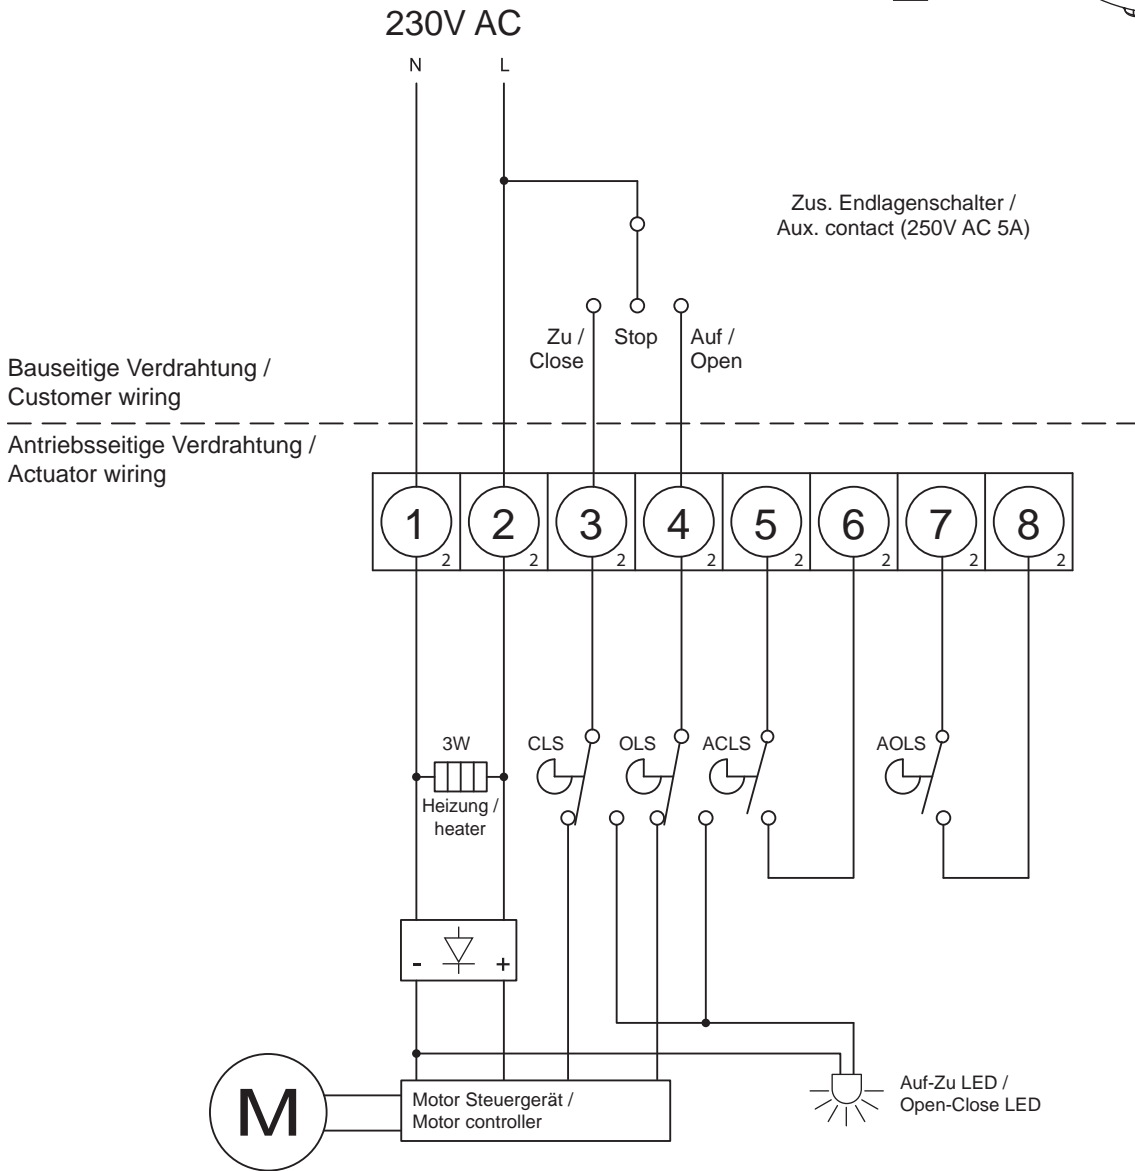 230V AC
N
L
Zus. Endlagenschalter /
Aux. contact (250V AC 5A)
Zu /
Close
Stop
Auf /
Open
Bauseitige Verdrahtung /
Customer wiring
Antriebsseitige Verdrahtung /
Actuator wiring
1 2 3 4 5 6 7 8
2 2 2 2 2 2 2 2
3W
CLS
OLS
ACLS
AOLS
Heizung /
heater
- +
M
Motor Steuergerät /
Motor controller
Auf-Zu LED /
Open-Close LED